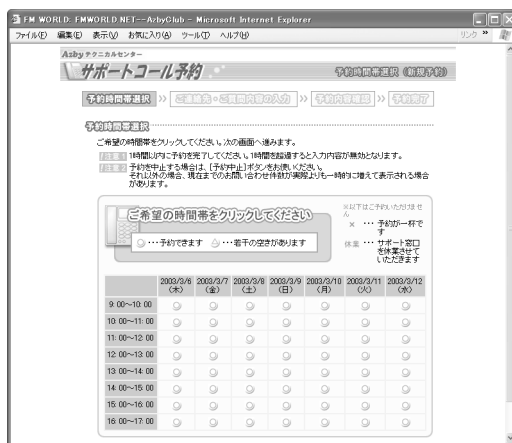 FM WORLD: FMWORLD.NET--AzbyClub - Microsoft Internet Explorer
ファイル(F) 編集(E) 表示(V) お気に入り(A) ツール(T) ヘルプ(H) リンク »
Azbyテクニカルセンター
サポートコール予約 予約時間帯選択(新規予約)
予約時間帯選択 » ご連絡先・ご質問内容の入力 » 予約内容確認 » 予約完了
予約時間帯選択
ご希望の時間帯をクリックしてください。次の画面へ進みます。
注意1 1時間以内に予約を完了してください。1時間を超過すると入力内容が無効となります。
注意2 予約を中止する場合は、[予約中止]ボタンをお使いください。
それ以外の場合、現在までのお問い合わせ件数が実際よりも一時的に増えて表示される場合
があります。
ご希望の時間帯をクリックしてください
…予約できます …若干の空きがあります
※以下はご予約いただけませ
ん
× … 予約が一杯で
す
休業 … サポート窓口
を休業させて
いただきます
2003/3/6 2003/3/7 2003/3/8 2003/3/9 2003/3/10 2003/3/11 2003/3/12
(木) (金) (土) (日) (月) (火) (水)
9:00～10:00
10:00～11:00
11:00～12:00
12:00～13:00
13:00～14:00
14:00～15:00
15:00～16:00
16:00～17:00